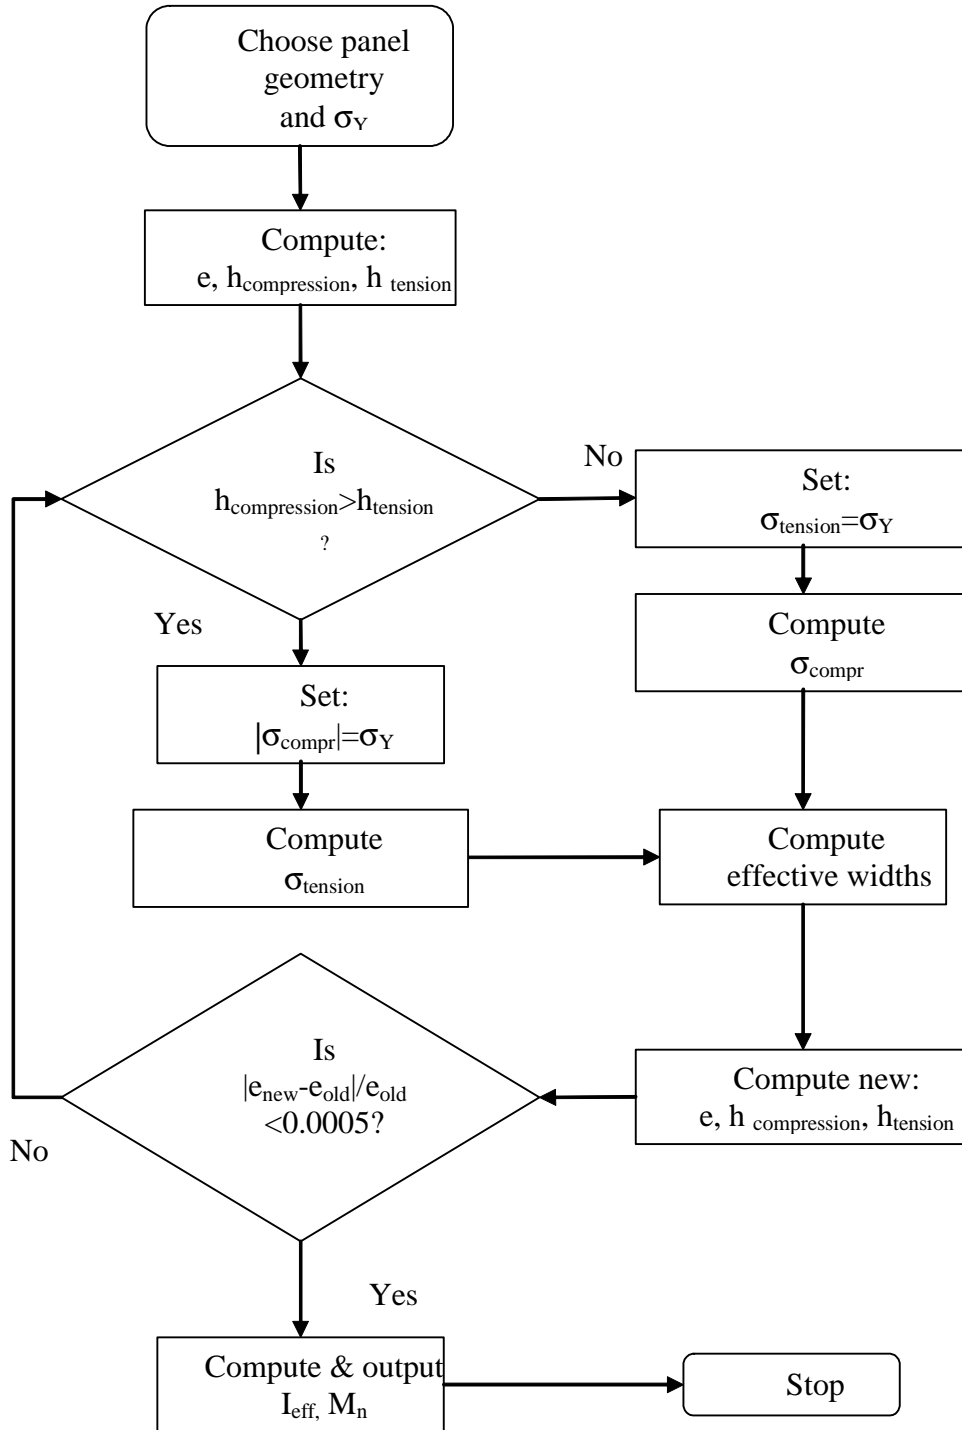 Choose panel
geometry
and σY
Compute:
e, hcompression, h tension
Is
hcompression>htension
?
No
Set:
σtension=σY
Compute
σcompr
Yes
Set:
|σcompr|=σY
Compute
σtension
Compute
effective widths
Compute new:
e, h compression, htension
Is
|enew-eold|/eold
<0.0005?
No
Yes
Compute & output
Ieff, Mn
Stop